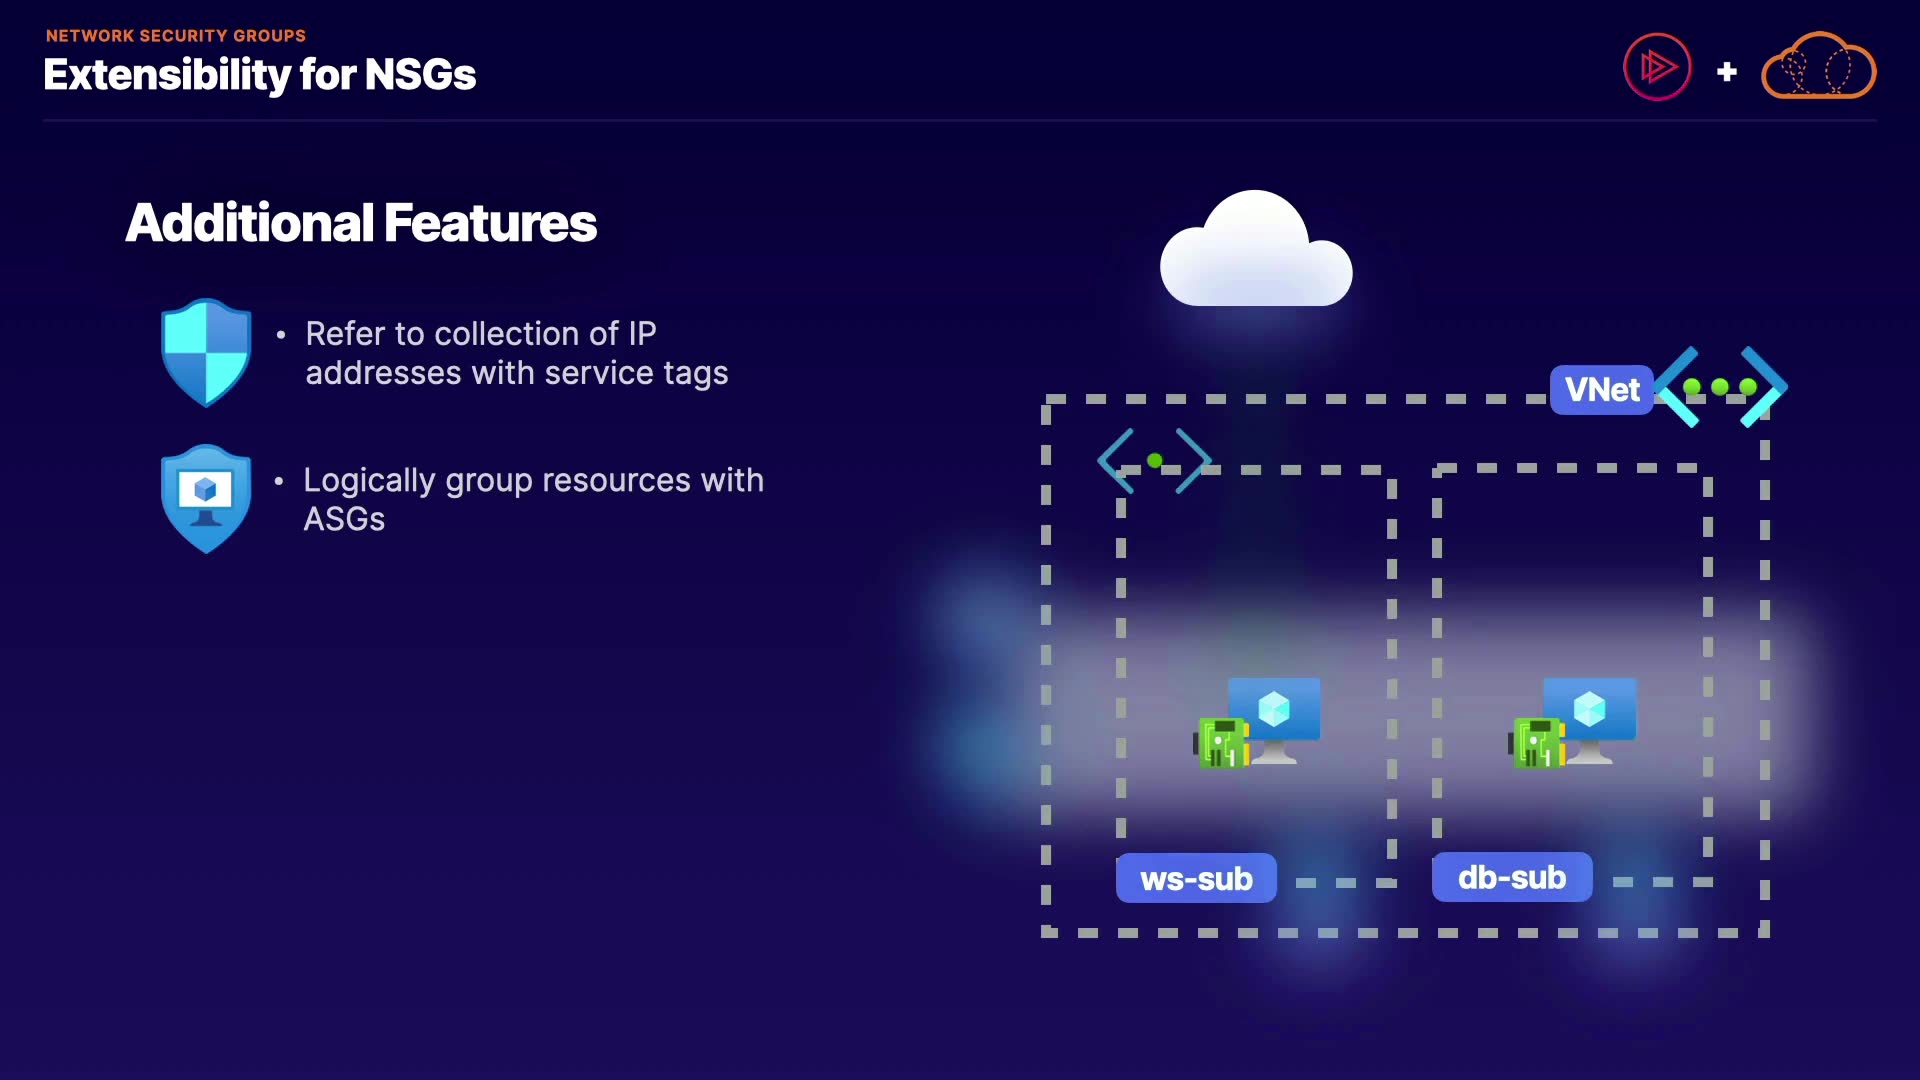 NETWORK SECURITY GROUPS
Extensibility for NSGs
Additional Features
• Refer to collection of IP
addresses with service tags
• Logically group resources with
ASGs
VNet
ws-sub
db-sub